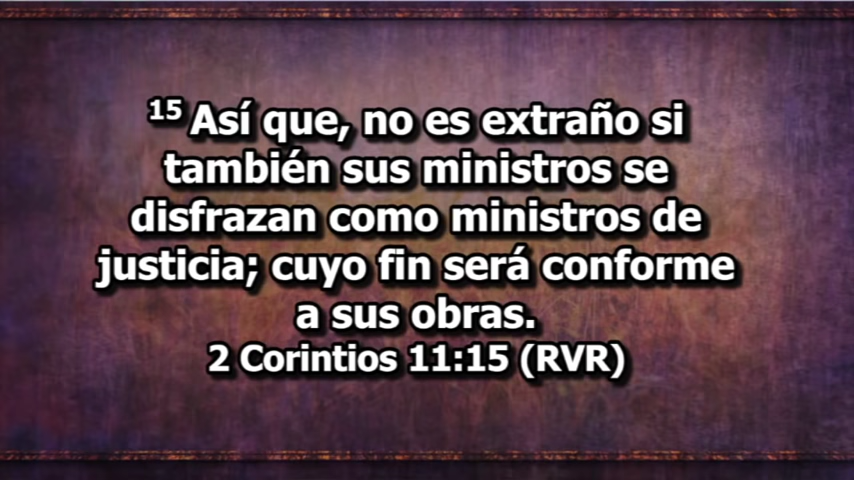 15 Así que, no es extraño si
también sus ministros se
disfrazan como ministros de
justicia; cuyo fin será conforme
a sus obras.
2 Corintios 11:15 (RVR)